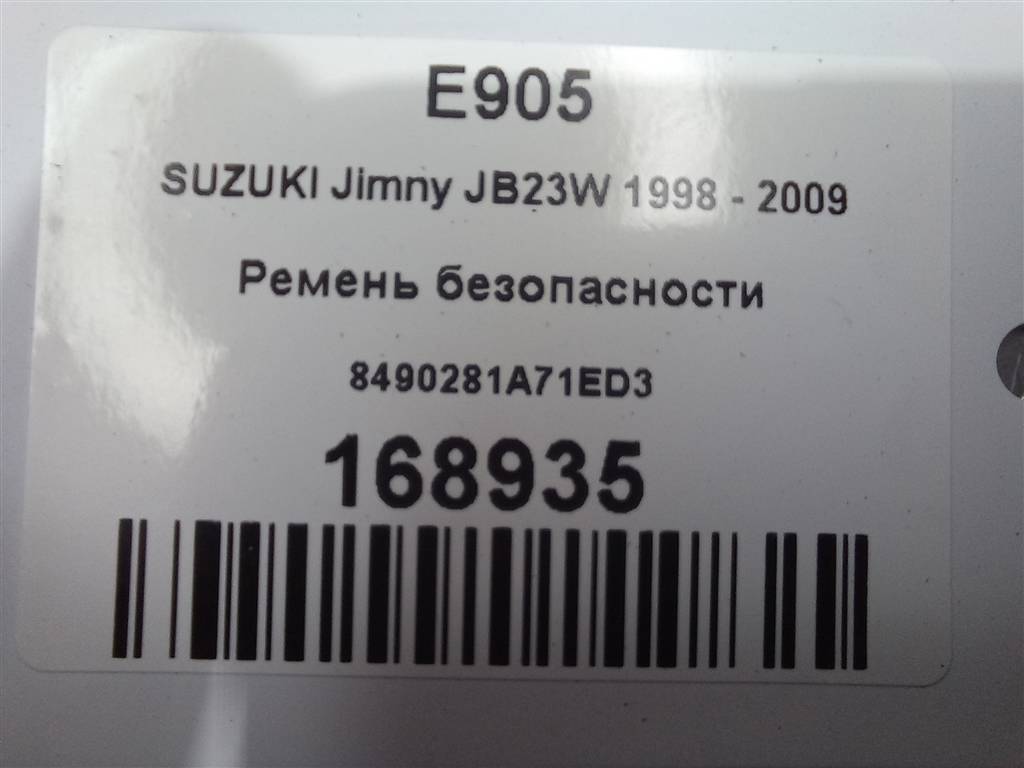 E905
SUZUKI Jimny JB23W 1998 - 2009
Ремень безопасности
8490281A71ED3
168935